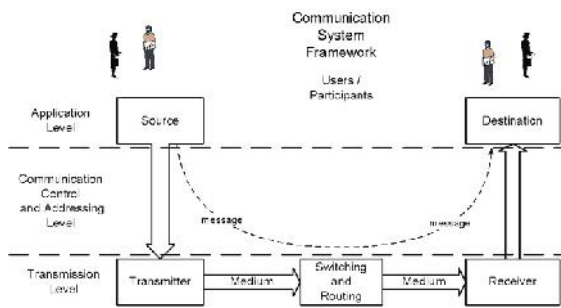 Communication
System
Framework
Users /
Participants
Application
Level
Source
Destination
Communication
Control
and Addressing
Level
message
message
Transmission
Level
Transmitter
Medium
Switching
and
Routing
Medium
Receiver